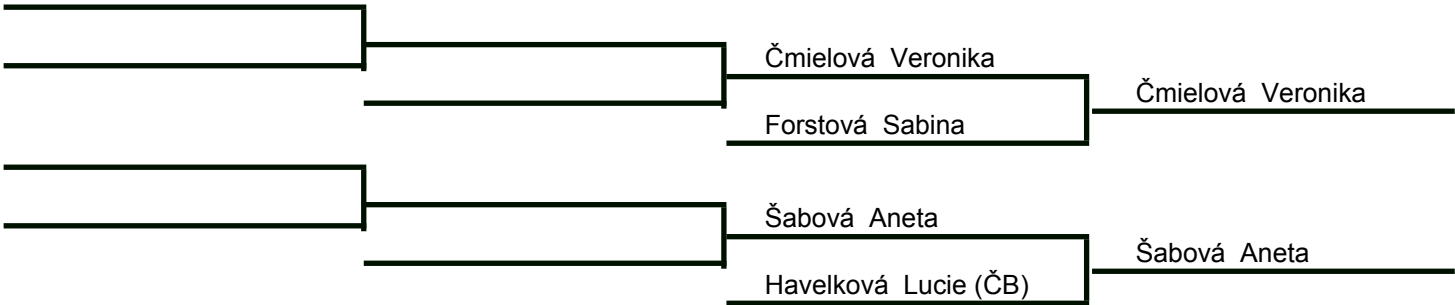 Čmielová Veronika
Čmielová Veronika
Forstová Sabina
Šabová Aneta
Šabová Aneta
Havelková Lucie (ČB)